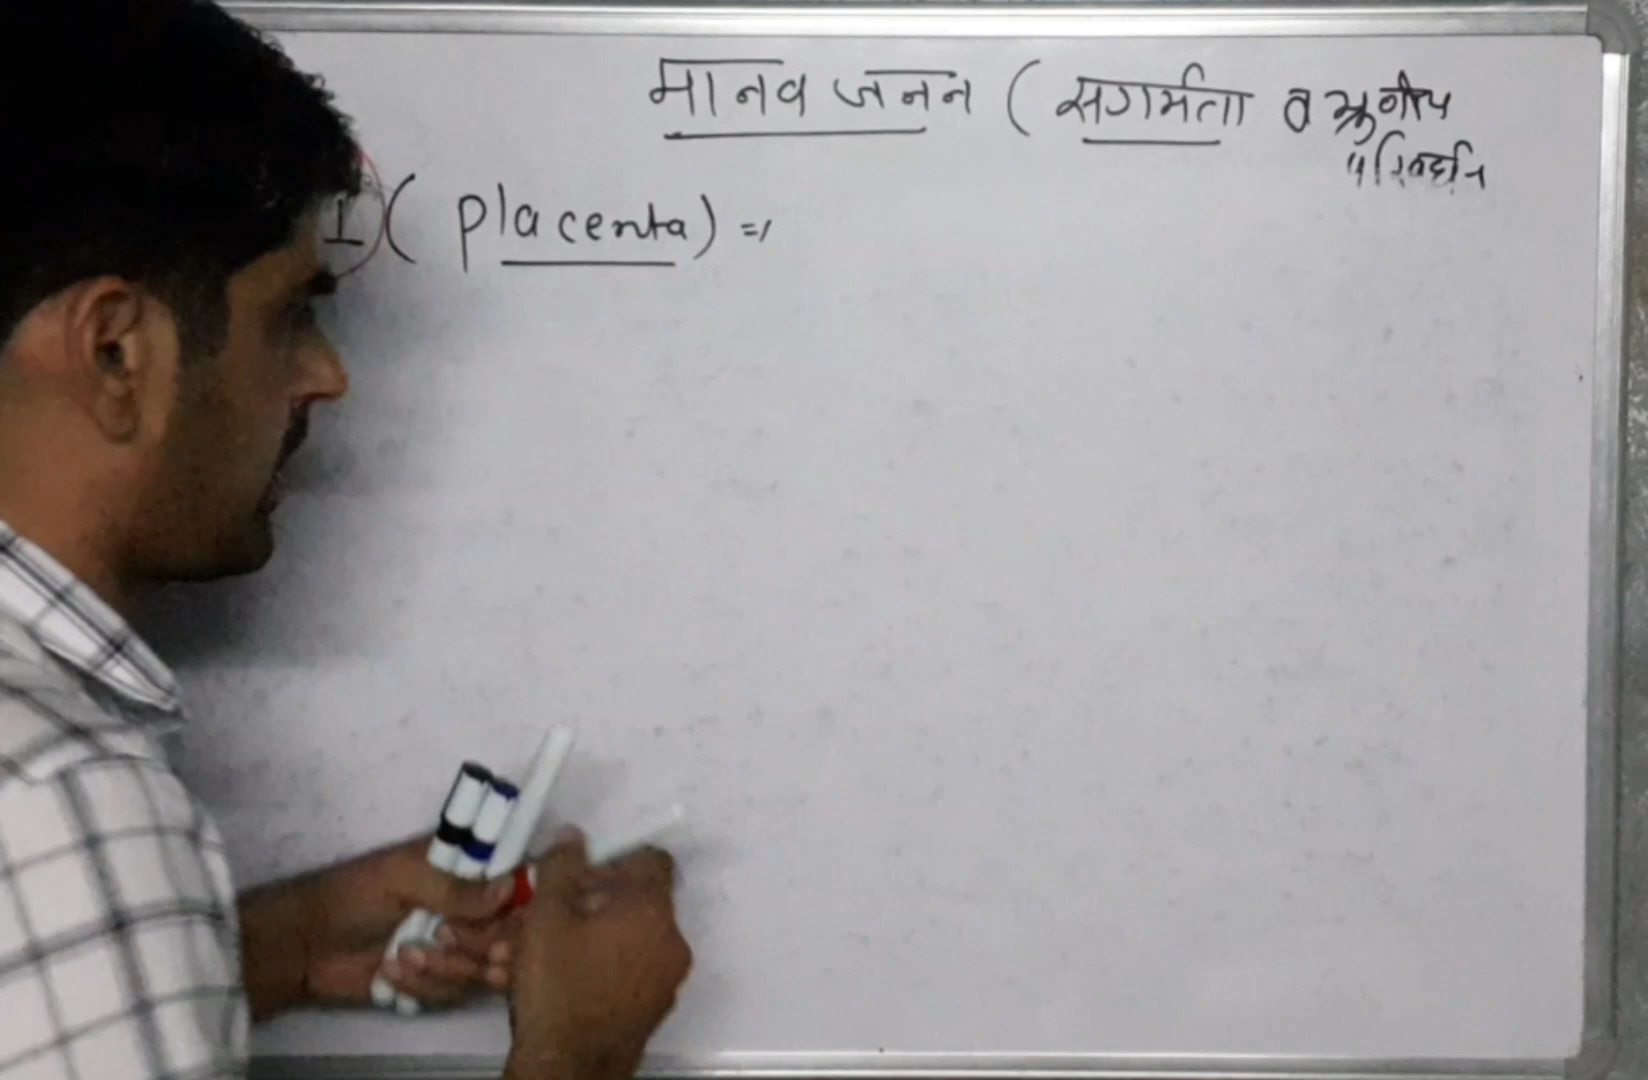 मानव जनन ( सगर्भता व भ्रुणीय
परिवर्द्धन
( placenta) =)